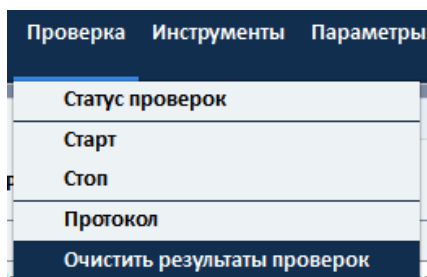 Проверка Инструменты Параметры
Статус проверок
Старт
Стоп
Протокол
Очистить результаты проверок